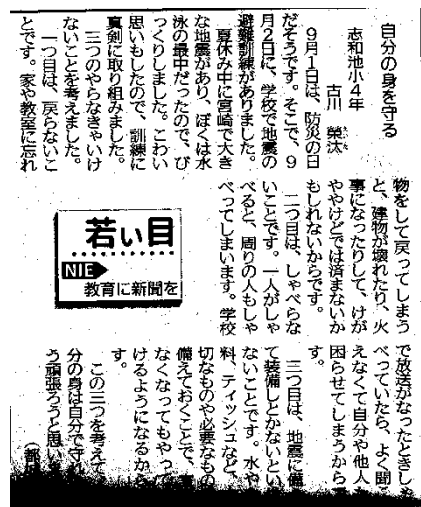 自分の身を守る
志和池小４年
古川　榮汰
９月１日は、防災の日
だそうです。そこで、９
月２日に、学校で地震の
避難訓練がありました。
夏休み中に宮崎で大き
な地震があり、ぼくは水
泳の最中だったので、び
っくりしました。こわい
思いもしたので、訓練に
真剣に取り組みました。
三つのやらなきゃいけ
ないことを考えました。
一つ目は、戻らないこ
とです。家や教室に忘れ
物をして戻ってしまう
と、建物が壊れたり、火
事になったりして、けが
ややけどでは済まないか
もしれないからです。
二つ目は、しゃべらな
いことです。一人がしゃ
べると、周りの人もしゃ
べってしまいます。学校
で放送がなったときしゃ
べっていたら、よく聞こ
えなくて自分や他人を
困らせてしまうからで
す。
三つ目は、地震に備え
て装備しとかないといけ
ないことです。水や
料、ティッシュなど、
切なものや必要なもの
備えておくことで、
なくなってもやって
けるようになるから
す。
この三つを考えて
分の身は自分で守れ
う頑張ろうと思い
若い目
NIE
教育に新聞を